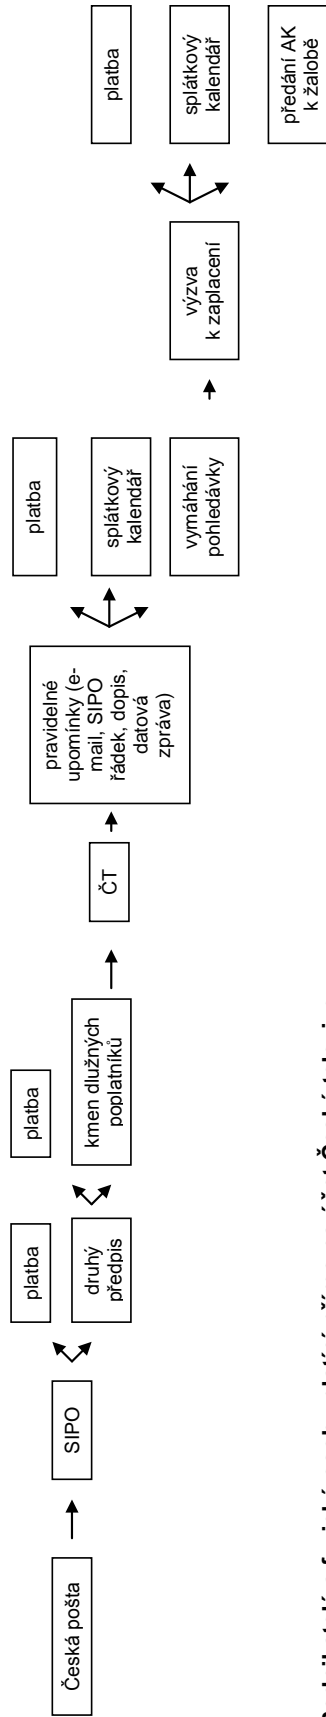 Česká pošta
SIPO
platba
druhý
předpis
platba
kmen dlužných
poplatníků
ČT
pravidelné
upomínky (e-
mail, SIPO
řádek, dopis,
datová
zpráva)
platba
splátkový
kalendář
vymáhání
pohledávky
výzva
k zaplacení
platba
splátkový
kalendář
předání AK
k žalobě